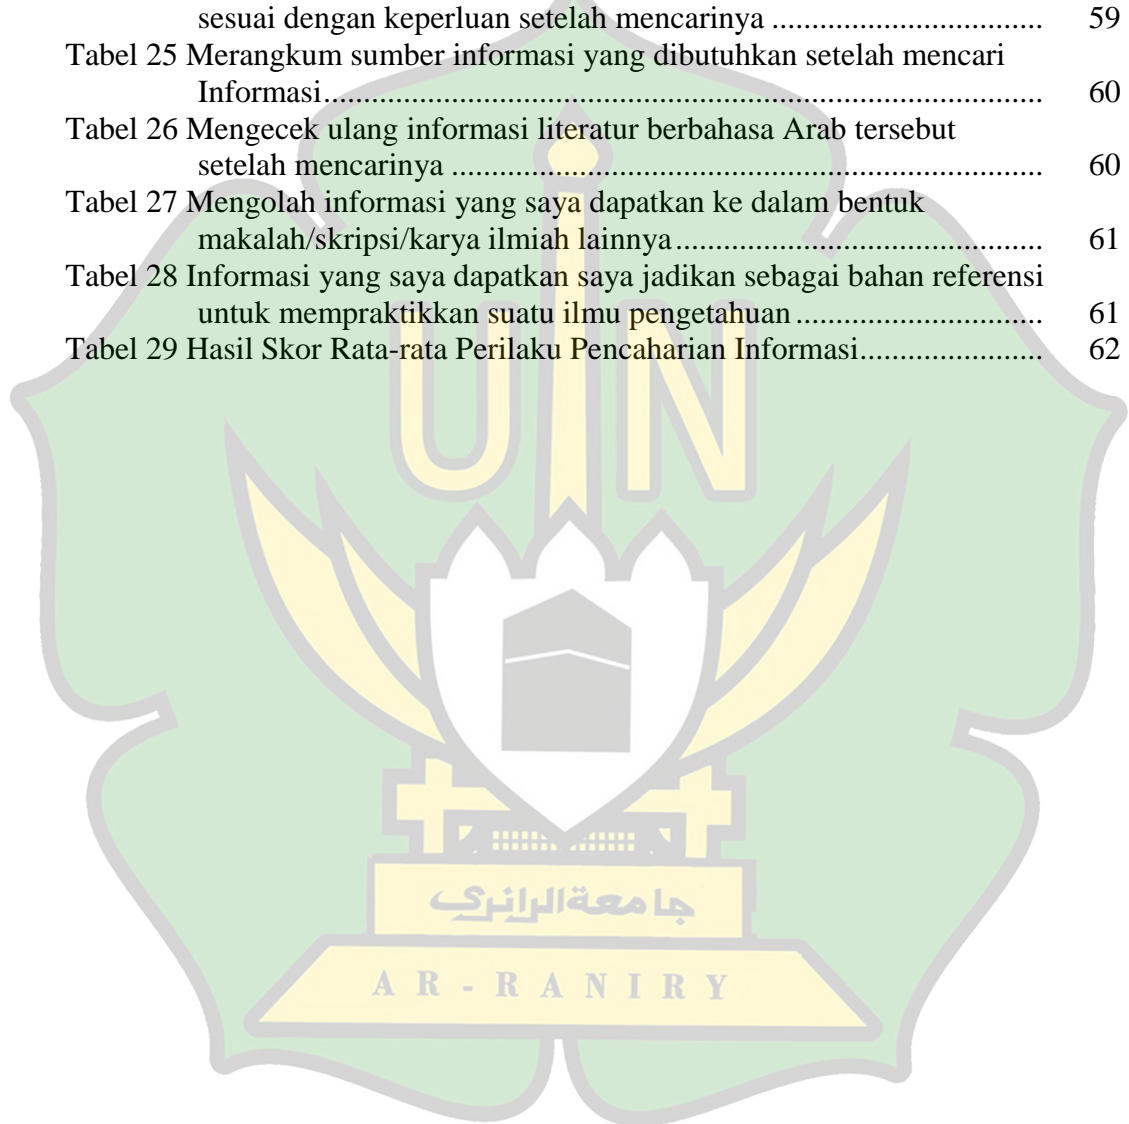 sesuai dengan keperluan setelah mencarinya ................................ 59
Tabel 25 Merangkum sumber informasi yang dibutuhkan setelah mencari
Informasi..................................................................................... 60
Tabel 26 Mengecek ulang informasi literatur berbahasa Arab tersebut
setelah mencarinya ...................................................................... 60
Tabel 27 Mengolah informasi yang saya dapatkan ke dalam bentuk
makalah/skripsi/karya ilmiah lainnya........................................... 61
Tabel 28 Informasi yang saya dapatkan saya jadikan sebagai bahan referensi
untuk mempraktikkan suatu ilmu pengetahuan ............................. 61
Tabel 29 Hasil Skor Rata-rata Perilaku Pencaharian Informasi...................... 62
UIN
جامعة الرانري
AR-RANIRY